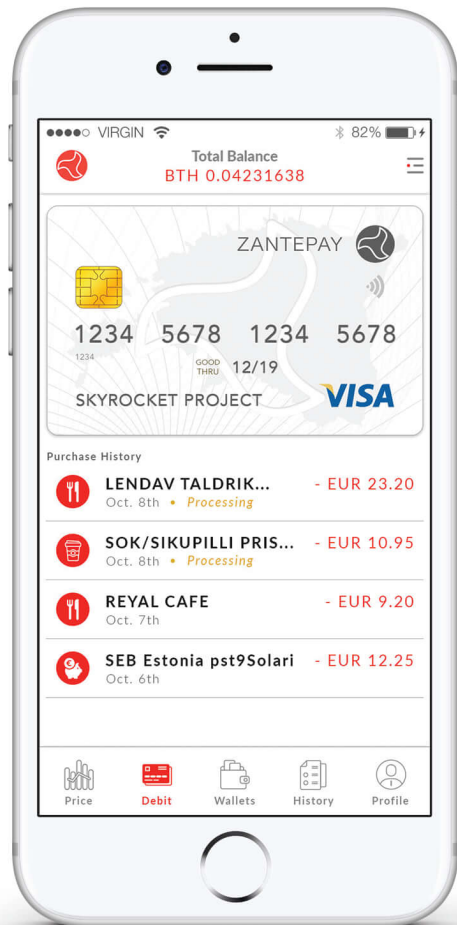 VIRGIN 82%
Total Balance
BTH 0.04231638
ZANTEPAY
1234 5678 1234 5678
1234
GOOD THRU 12/19
SKYROCKET PROJECT VISA
Purchase History
LENDAV TALDRIK... - EUR 23.20
Oct. 8th • Processing
SOK/SIKUPILLI PRIS... - EUR 10.95
Oct. 8th • Processing
REYAL CAFE - EUR 9.20
Oct. 7th
SEB Estonia pst9Solari - EUR 12.25
Oct. 6th
Price Debit Wallets History Profile